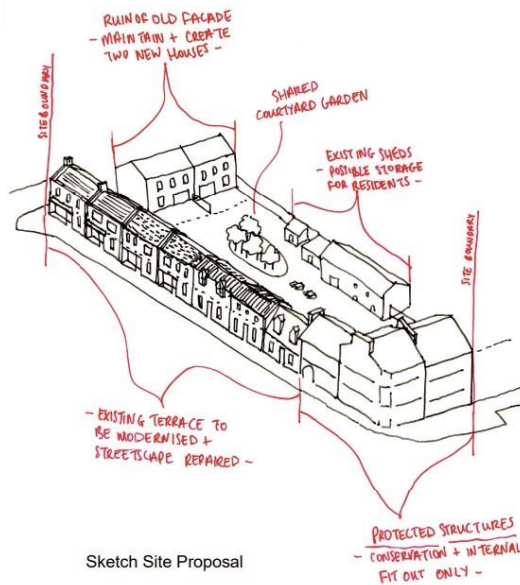 RUIN OF OLD FACADE
- MAINTAIN + CREATE
TWO NEW HOUSES -
SITE BOUNDARY
SHARED
COURTYARD GARDEN
EXISTING SHEDS
- POSSIBLE STORAGE
FOR RESIDENTS -
SITE BOUNDARY
- EXISTING TERRACE TO
BE MODERNISED +
STREETSCAPE REPAIRED -
PROTECTED STRUCTURES
- CONSERVATION + INTERNAL
FIT OUT ONLY -
Sketch Site Proposal